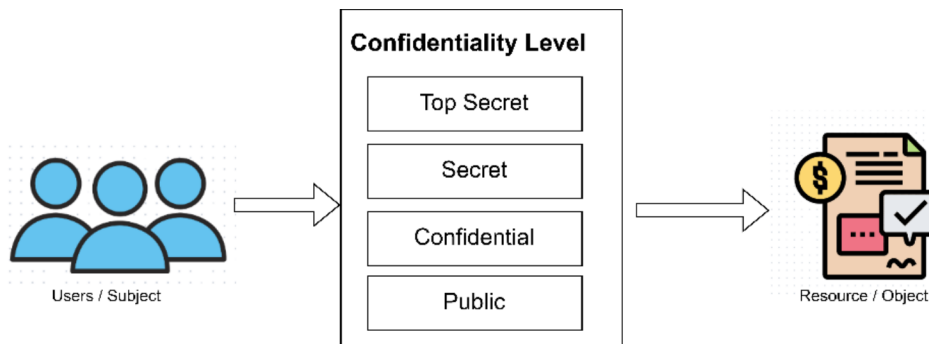 Confidentiality Level
Top Secret
Secret
Confidential
Public
Users / Subject
Resource / Object
$